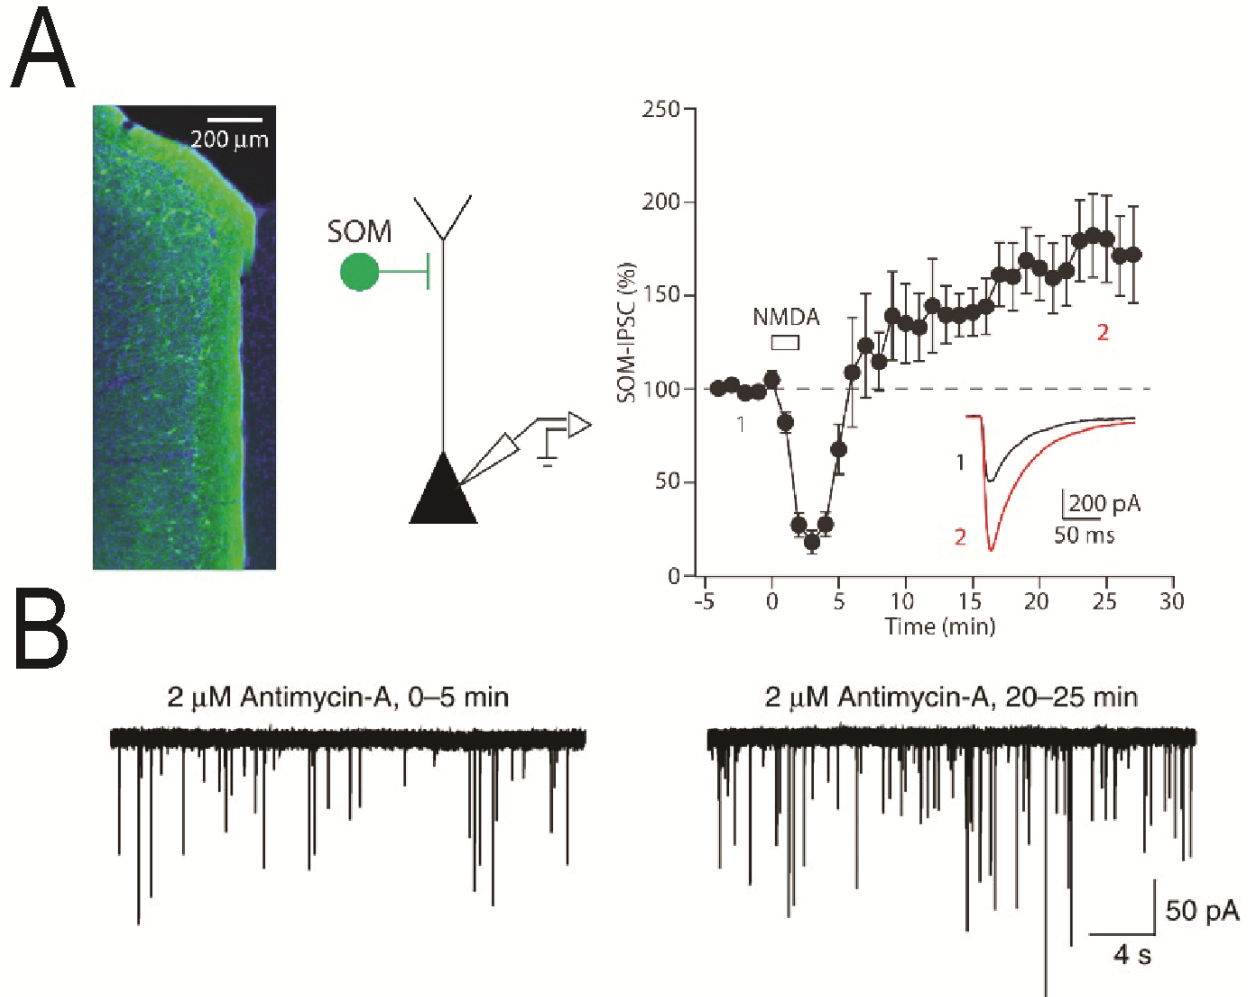 A
200 µm
SOM
SOM-IPSC (%)
250
200
150
100
50
0
NMDA
1
2
1
2
200 pA
50 ms
-5 0 5 10 15 20 25 30
Time (min)
B
2 µM Antimycin-A, 0–5 min
2 µM Antimycin-A, 20–25 min
50 pA
4 s